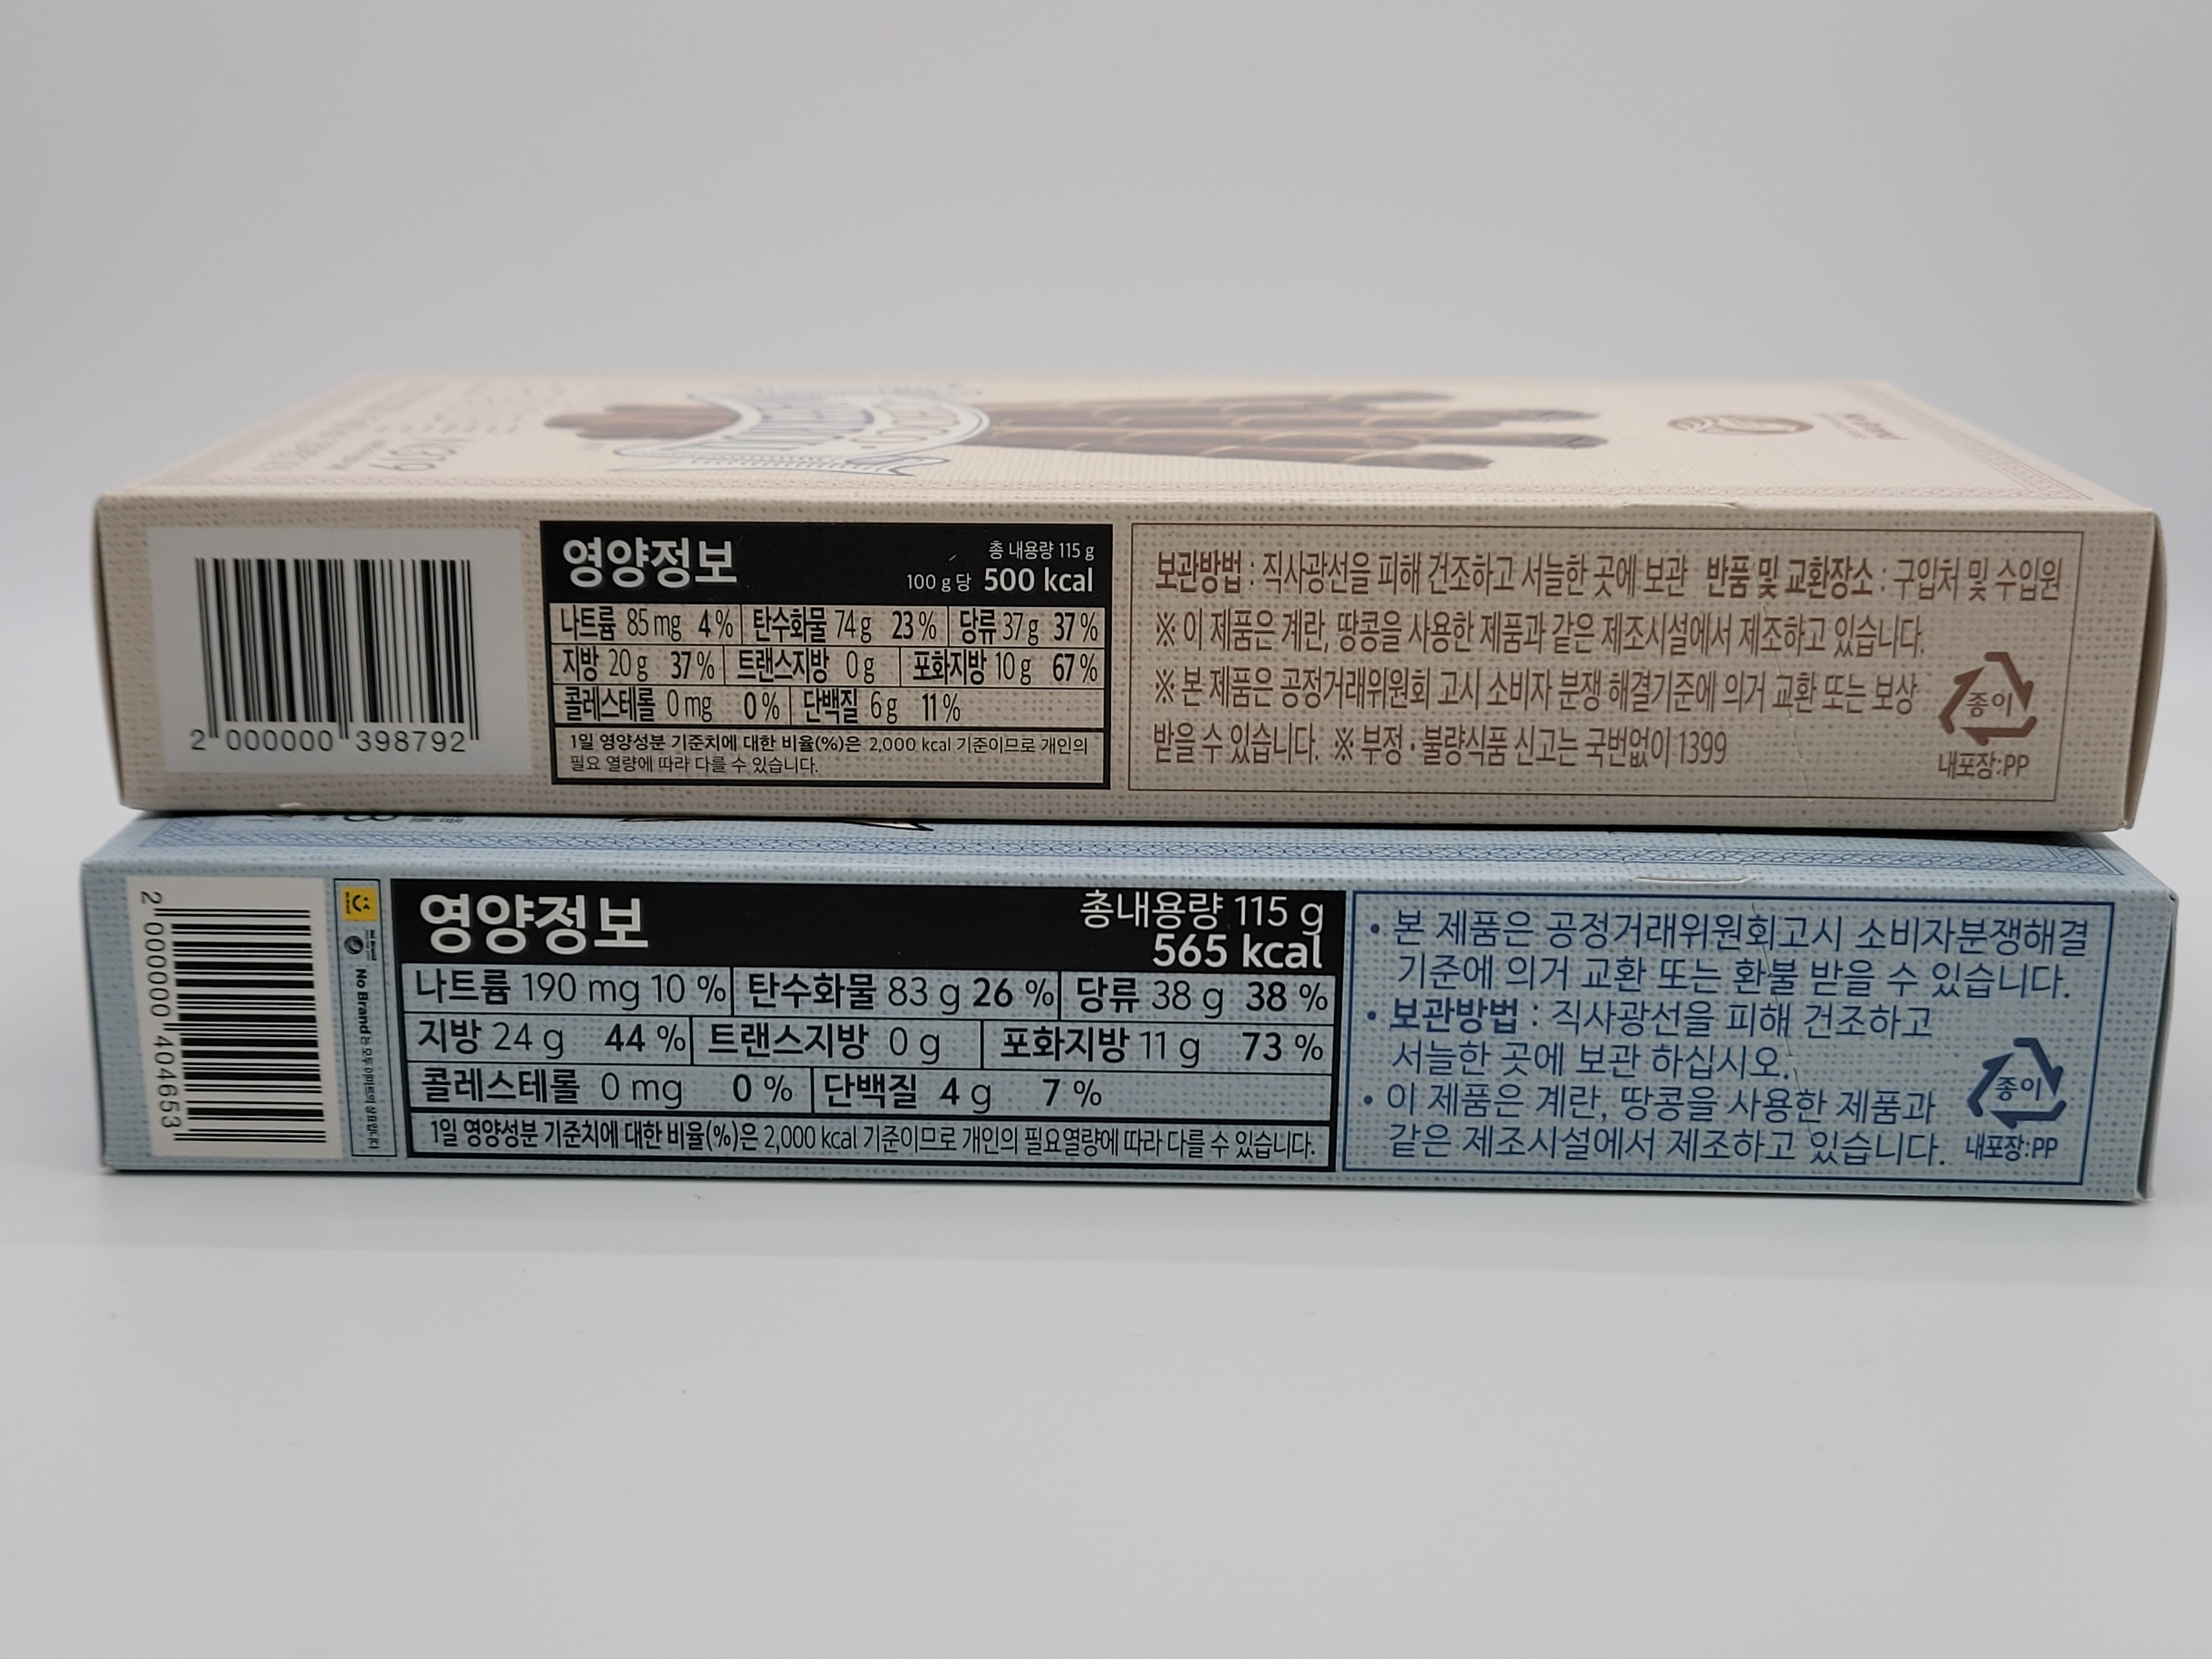 영양정보
총 내용량 115 g
100 g 당 500 kcal
나트륨 85 mg 4 % 탄수화물 74 g 23 % 당류 37 g 37 %
지방 20 g 37 % 트랜스지방 0 g 포화지방 10 g 67 %
콜레스테롤 0 mg 0 % 단백질 6 g 11 %
1일 영양성분 기준치에 대한 비율(%)은 2,000 kcal 기준이므로 개인의
필요 열량에 따라 다를 수 있습니다.
2 000000 398792
보관방법 : 직사광선을 피해 건조하고 서늘한 곳에 보관 반품 및 교환장소 : 구입처 및 수입원
※ 이 제품은 계란, 땅콩을 사용한 제품과 같은 제조시설에서 제조하고 있습니다.
※ 본 제품은 공정거래위원회 고시 소비자 분쟁 해결기준에 의거 교환 또는 보상
받을 수 있습니다. ※ 부정 · 불량식품 신고는 국번없이 1399
종이
내포장:PP
2 000000 404653
No Brand는 모두 이마트의 상표입니다
영양정보
총내용량 115 g
565 kcal
나트륨 190 mg 10 % 탄수화물 83 g 26 % 당류 38 g 38 %
지방 24 g 44 % 트랜스지방 0 g 포화지방 11 g 73 %
콜레스테롤 0 mg 0 % 단백질 4 g 7 %
1일 영양성분 기준치에 대한 비율(%)은 2,000 kcal 기준이므로 개인의 필요열량에 따라 다를 수 있습니다.
• 본 제품은 공정거래위원회고시 소비자분쟁해결
기준에 의거 교환 또는 환불 받을 수 있습니다.
• 보관방법 : 직사광선을 피해 건조하고
서늘한 곳에 보관 하십시오.
• 이 제품은 계란, 땅콩을 사용한 제품과
같은 제조시설에서 제조하고 있습니다.
종이
내포장:PP